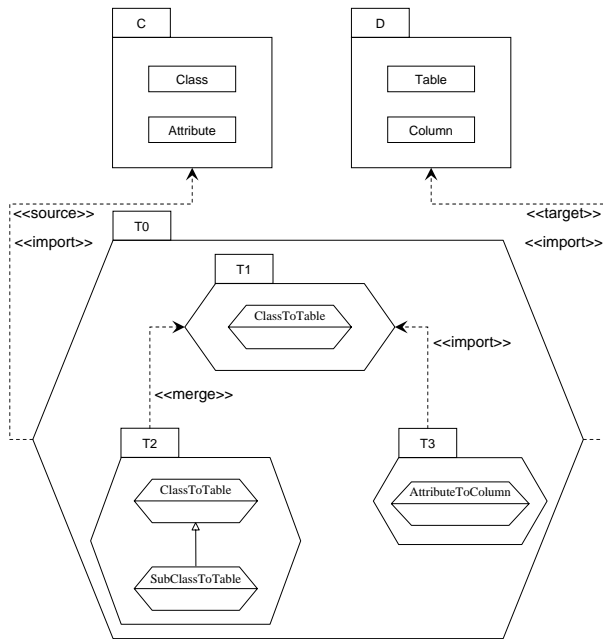 C
D
Class
Table
Attribute
Column
<<source>>
<<target>>
<<import>>
T0
<<import>>
T1
ClassToTable
<<import>>
<<merge>>
T2
T3
ClassToTable
AttributeToColumn
SubClassToTable